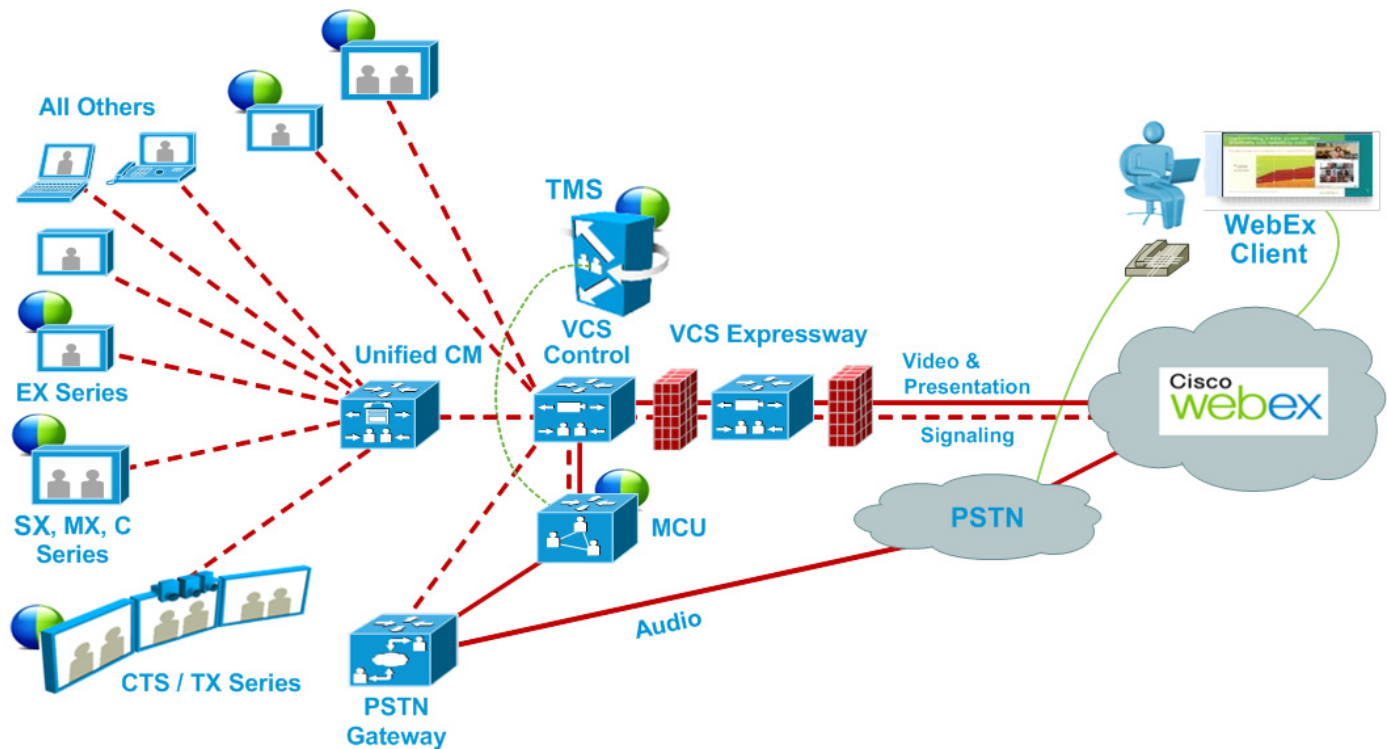 All Others
EX Series
SX, MX, C
Series
CTS / TX Series
Unified CM
TMS
VCS
Control
VCS Expressway
MCU
PSTN
Gateway
Audio
Video &
Presentation
Signaling
PSTN
WebEx
Client
Cisco
webex